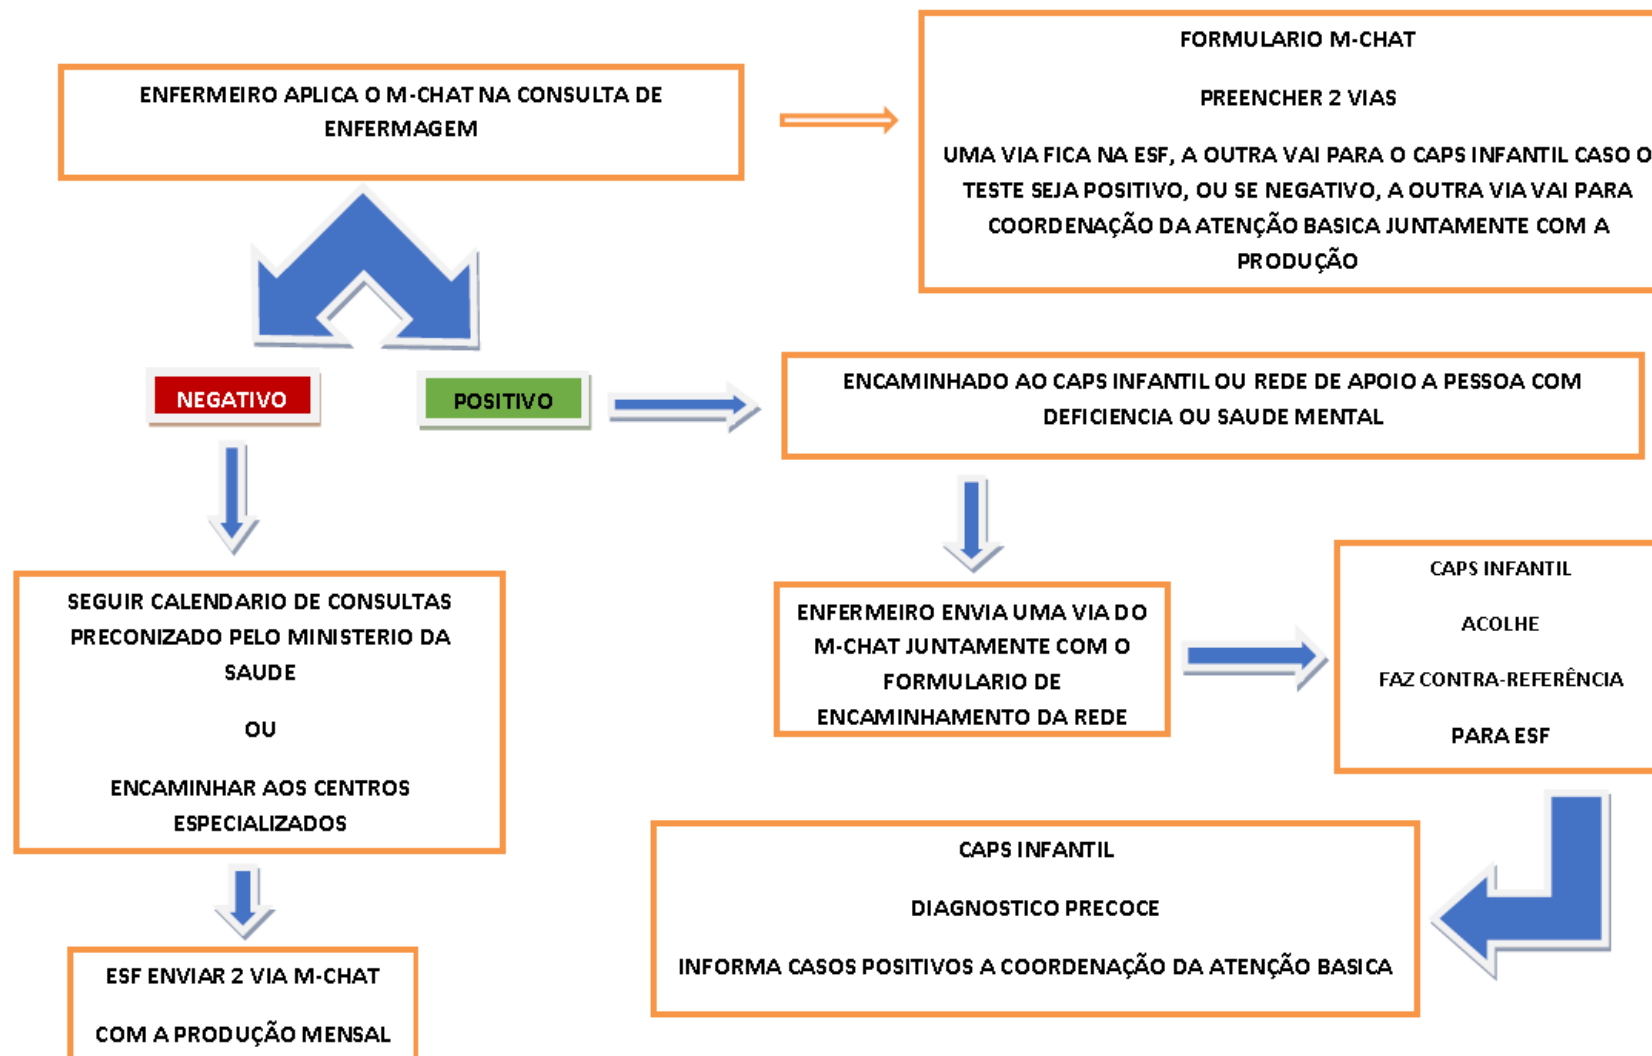 ENFERMEIRO APLICA O M-CHAT NA CONSULTA DE
ENFERMAGEM
FORMULARIO M-CHAT
PREENCHER 2 VIAS
UMA VIA FICA NA ESF, A OUTRA VAI PARA O CAPS INFANTIL CASO O
TESTE SEJA POSITIVO, OU SE NEGATIVO, A OUTRA VIA VAI PARA
COORDENAÇÃO DA ATENÇÃO BASICA JUNTAMENTE COM A
PRODUÇÃO
NEGATIVO
POSITIVO
ENCAMINHADO AO CAPS INFANTIL OU REDE DE APOIO A PESSOA COM
DEFICIENCIA OU SAUDE MENTAL
SEGUIR CALENDARIO DE CONSULTAS
PRECONIZADO PELO MINISTERIO DA
SAUDE
OU
ENCAMINHAR AOS CENTROS
ESPECIALIZADOS
ENFERMEIRO ENVIA UMA VIA DO
M-CHAT JUNTAMENTE COM O
FORMULARIO DE
ENCAMINHAMENTO DA REDE
CAPS INFANTIL
ACOLHE
FAZ CONTRA-REFERÊNCIA
PARA ESF
CAPS INFANTIL
DIAGNOSTICO PRECOCE
INFORMA CASOS POSITIVOS A COORDENAÇÃO DA ATENÇÃO BASICA
ESF ENVIAR 2 VIA M-CHAT
COM A PRODUÇÃO MENSAL